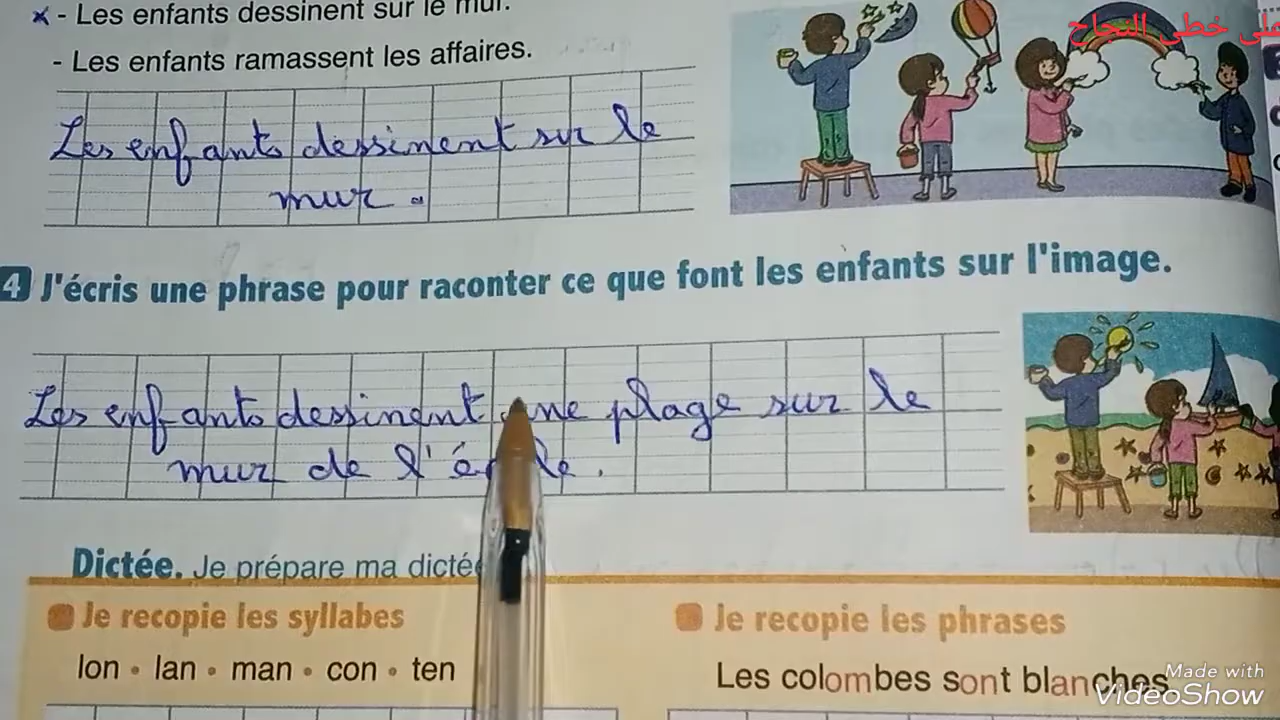 x - Les enfants dessinent sur le mur.
- Les enfants ramassent les affaires.
على خطى النجاح
Les enfants dessinent sur le
mur.
4 J'écris une phrase pour raconter ce que font les enfants sur l'image.
Les enfants dessinent une plage sur le
mur de l'école.
Dictée. Je prépare ma dictée
Je recopie les syllabes
lon • lan • man • con • ten
Je recopie les phrases
Les colombes sont blanches
Made with
VideoShow